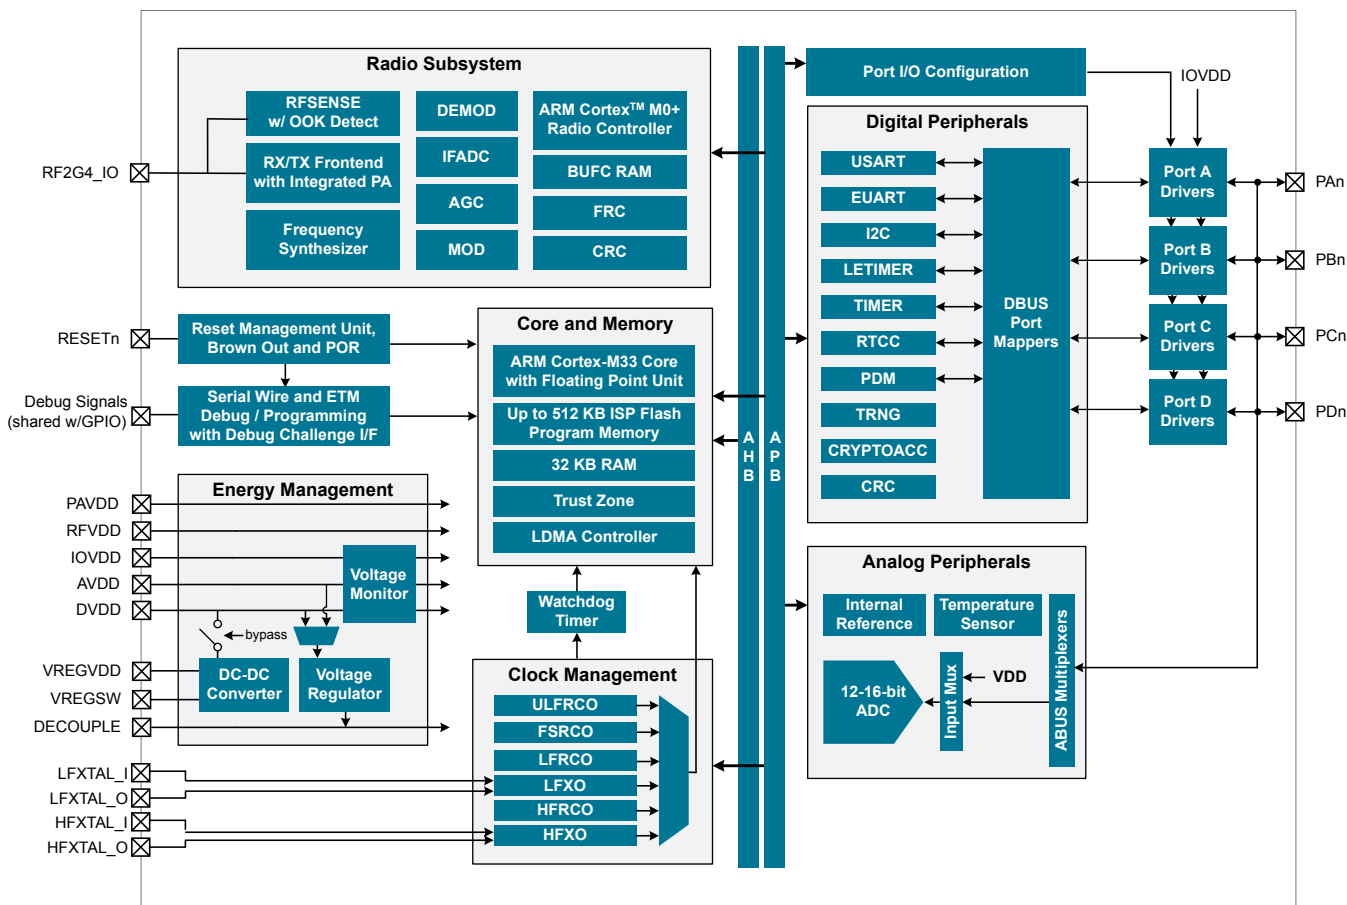 Radio Subsystem
RFSENSE
w/ OOK Detect
RX/TX Frontend
with Integrated PA
Frequency
Synthesizer
DEMOD
IFADC
AGC
MOD
ARM Cortex™ M0+
Radio Controller
BUFC RAM
FRC
CRC
RF2G4_IO
RESETn
Reset Management Unit,
Brown Out and POR
Debug Signals
(shared w/GPIO)
Serial Wire and ETM
Debug / Programming
with Debug Challenge I/F
Core and Memory
ARM Cortex-M33 Core
with Floating Point Unit
Up to 512 KB ISP Flash
Program Memory
32 KB RAM
Trust Zone
LDMA Controller
Energy Management
PAVDD
RFVDD
IOVDD
AVDD
DVDD
VREGVDD
VREGSW
DECOUPLE
Voltage
Monitor
bypass
DC-DC
Converter
Voltage
Regulator
Watchdog
Timer
Clock Management
ULFRCO
FSRCO
LFRCO
LFXO
HFRCO
HFXO
LFXTAL_I
LFXTAL_O
HFXTAL_I
HFXTAL_O
AHB
APB
Port I/O Configuration
IOVDD
Digital Peripherals
USART
EUART
I2C
LETIMER
TIMER
RTCC
PDM
TRNG
CRYPTOACC
CRC
DBUS
Port
Mappers
Port A
Drivers
Port B
Drivers
Port C
Drivers
Port D
Drivers
PAn
PBn
PCn
PDn
Analog Peripherals
Internal
Reference
Temperature
Sensor
12-16-bit
ADC
Input Mux
VDD
ABUS Multiplexers